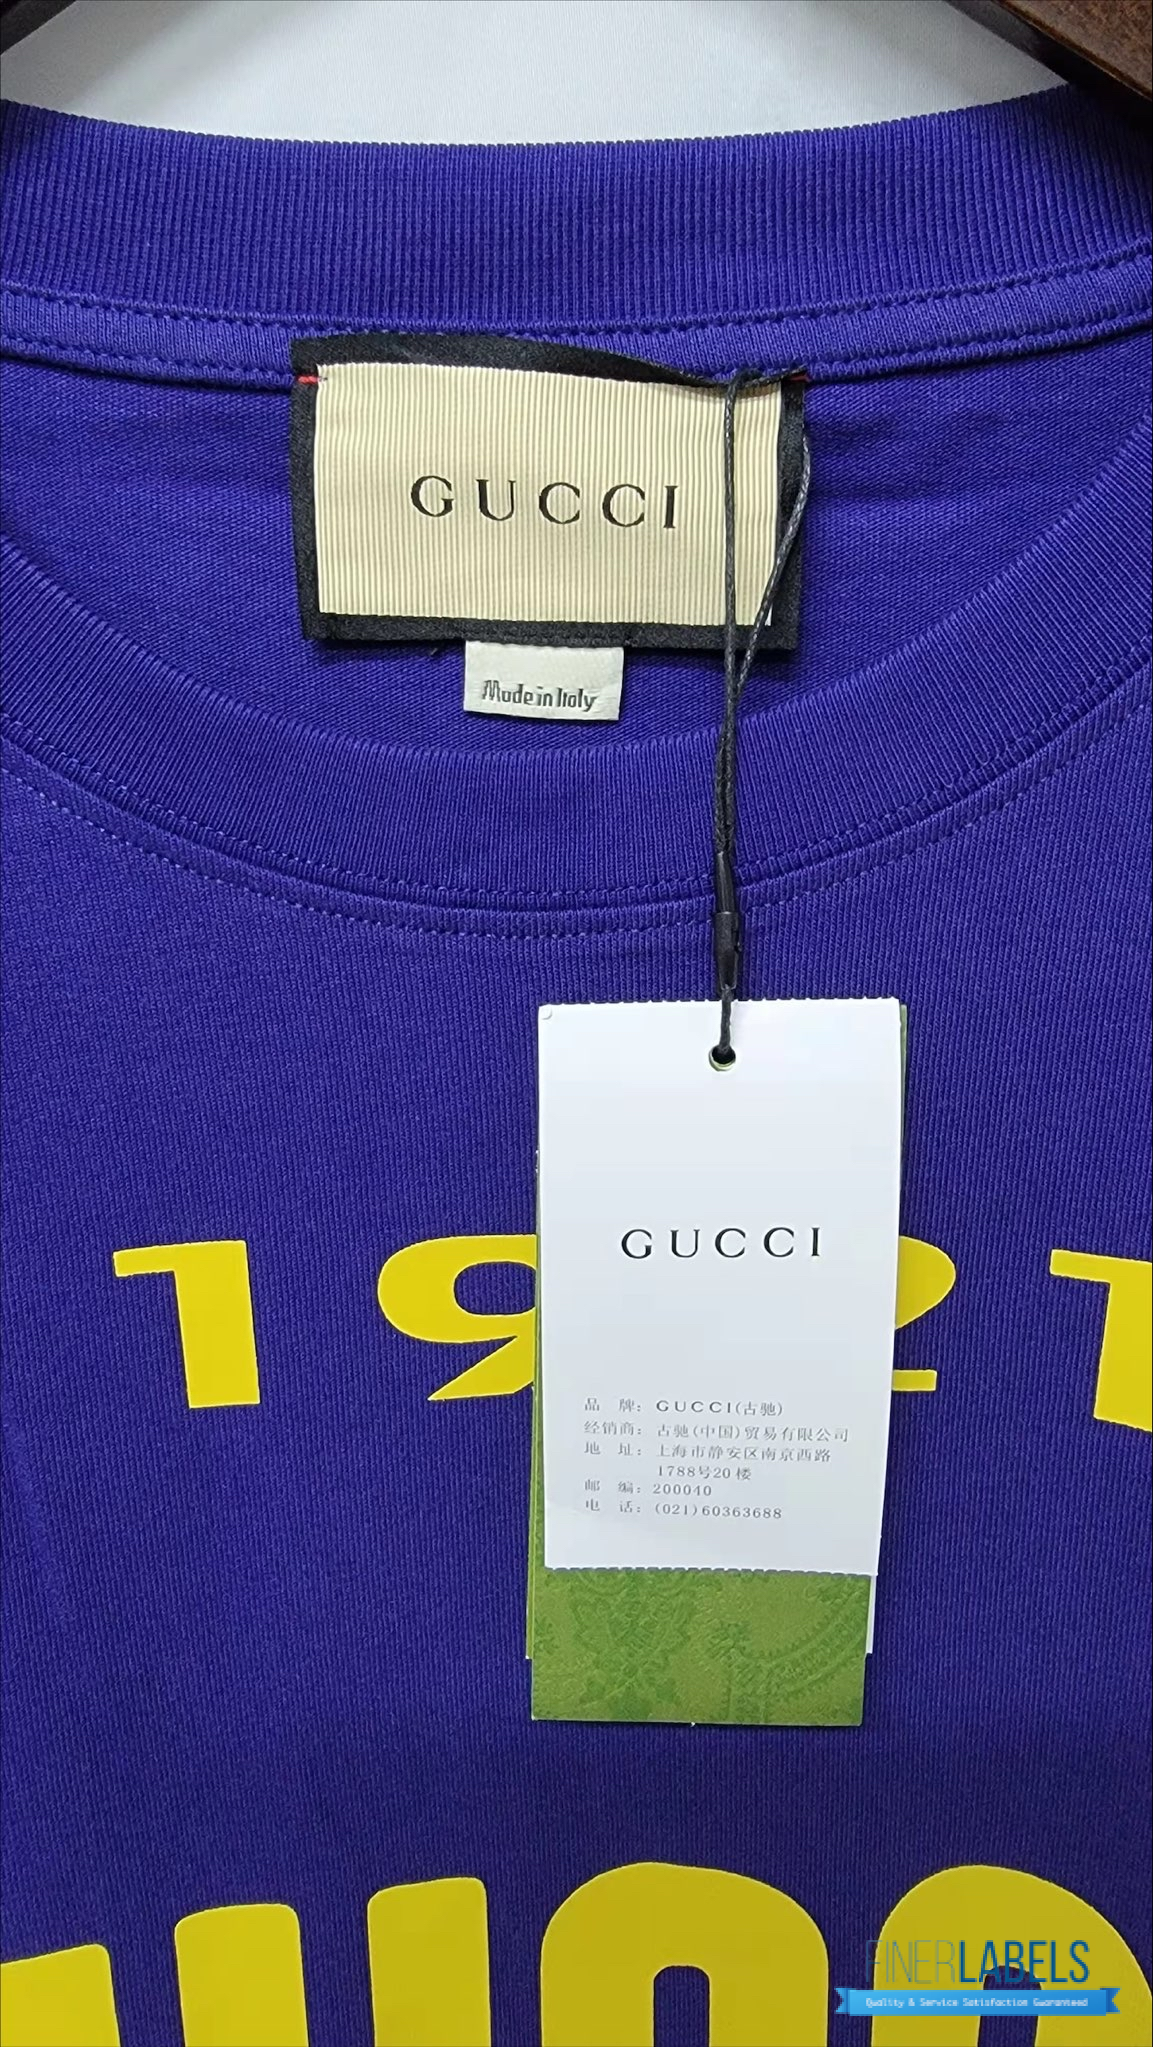 GUCCI
Made in Italy
GUCCI
品 牌: GUCCI(古驰)
经销商: 古驰(中国)贸易有限公司
地 址: 上海市静安区南京西路
1788号20楼
邮 编: 200040
电 话: (021)60363688
1921
FINERLABELS
Quality & Service Satisfaction Guaranteed